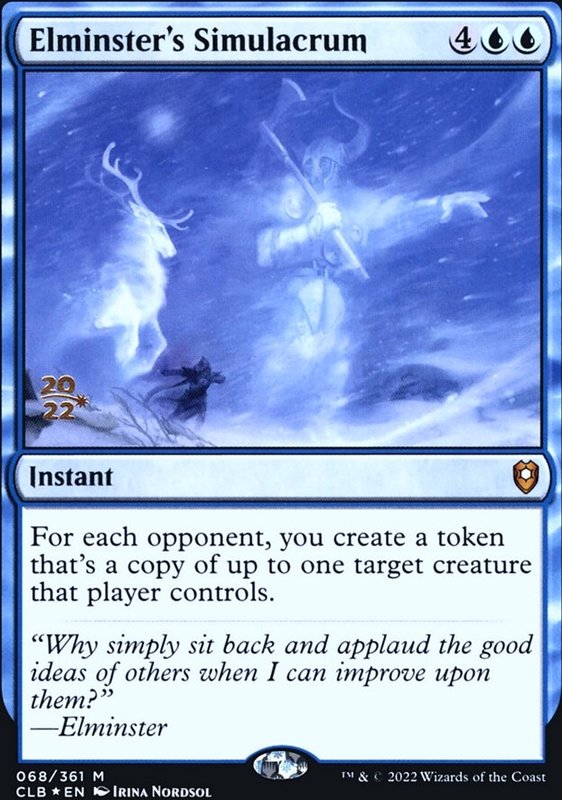 Elminster's Simulacrum 4
20
22
Instant
For each opponent, you create a token
that's a copy of up to one target creature
that player controls.
“Why simply sit back and applaud the good
ideas of others when I can improve upon
them?”
—Elminster
068/361 M
CLB ★ EN Irina Nordsol
™ & © 2022 Wizards of the Coast